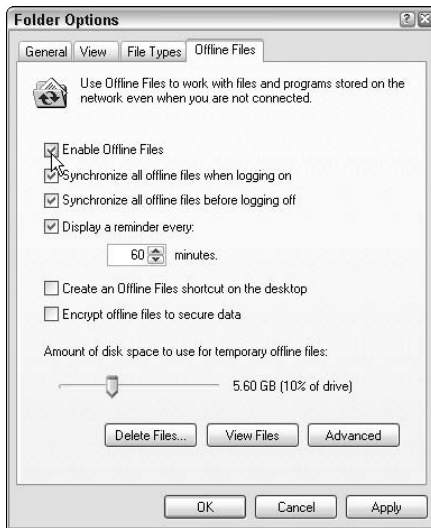 Folder Options
General View File Types Offline Files
Use Offline Files to work with files and programs stored on the
network even when you are not connected.
Enable Offline Files
Synchronize all offline files when logging on
Synchronize all offline files before logging off
Display a reminder every:
60 minutes.
Create an Offline Files shortcut on the desktop
Encrypt offline files to secure data
Amount of disk space to use for temporary offline files:
5.60 GB (10% of drive)
Delete Files... View Files Advanced
OK Cancel Apply